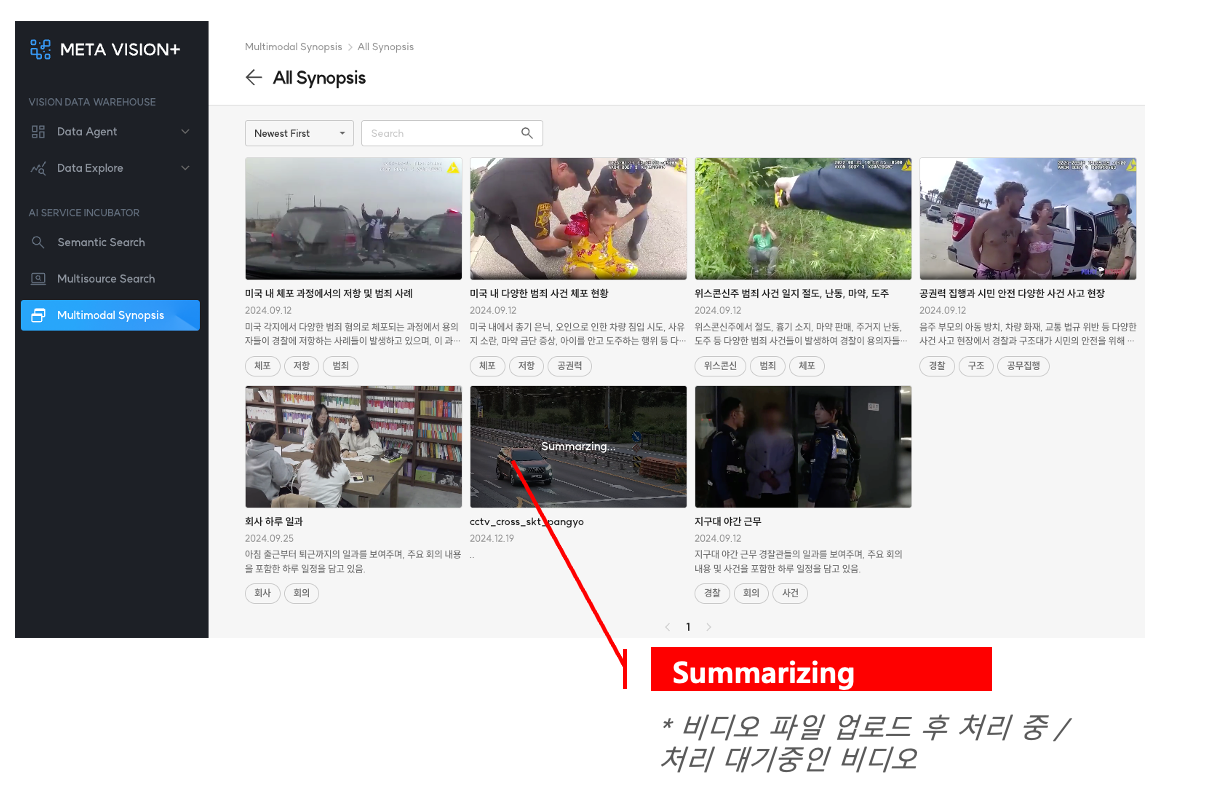 META VISION+
VISION DATA WAREHOUSE
Data Agent
Data Explore
AI SERVICE INCUBATOR
Semantic Search
Multisource Search
Multimodal Synopsis
Multimodal Synopsis > All Synopsis
← All Synopsis
Newest First
Search
미국 내 체포 과정에서의 저항 및 범죄 사례
2024.09.12
미국 각지에서 다양한 범죄 혐의로 체포되는 과정에서 용의
자들이 경찰에 저항하는 사례들이 발생하고 있으며, 이 과…
체포 저항 범죄
미국 내 다양한 범죄 사건 체포 현황
2024.09.12
미국 내에서 총기 은닉, 오인으로 인한 차량 침입 시도, 사유
지 소란, 마약 금단 증상, 아이를 안고 도주하는 행위 등 다…
체포 저항 공권력
위스콘신주 범죄 사건 일지 절도, 난동, 마약, 도주
2024.09.12
위스콘신주에서 절도, 흉기 소지, 마약 판매, 주거지 난동,
도주 등 다양한 범죄 사건들이 발생하여 경찰이 용의자들…
위스콘신 범죄 체포
공권력 집행과 시민 안전 다양한 사건 사고 현장
2024.09.12
음주 부모의 아동 방치, 차량 화재, 교통 법규 위반 등 다양한
사건 사고 현장에서 경찰과 구조대가 시민의 안전을 위해 …
경찰 구조 공무집행
회사 하루 일과
2024.09.25
아침 출근부터 퇴근까지의 일과를 보여주며, 주요 회의 내용
을 포함한 하루 일정을 담고 있음.
회사 회의
Summarzing...
cctv_cross_skt_pangyo
2024.12.19
..
지구대 야간 근무
2024.09.12
지구대 야간 근무 경찰관들의 일과를 보여주며, 주요 회의
내용 및 사건을 포함한 하루 일정을 담고 있음.
경찰 회의 사건
< 1 >
Summarizing
* 비디오 파일 업로드 후 처리 중 /
처리 대기중인 비디오